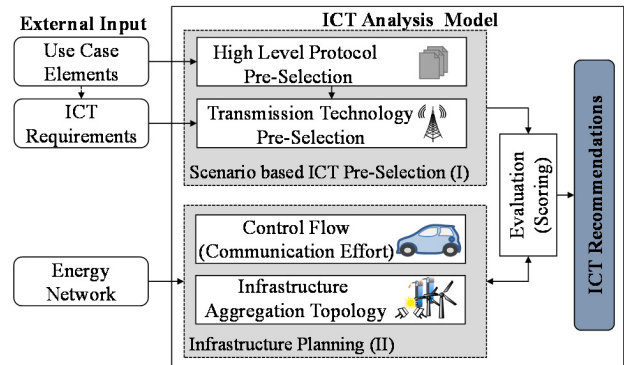 External Input
ICT Analysis Model
Use Case
Elements
High Level Protocol
Pre-Selection
ICT
Requirements
Transmission Technology
Pre-Selection
Scenario based ICT Pre-Selection (I)
Control Flow
(Communication Effort)
Energy
Network
Infrastructure
Aggregation Topology
Infrastructure Planning (II)
Evaluation
(Scoring)
ICT Recommendations